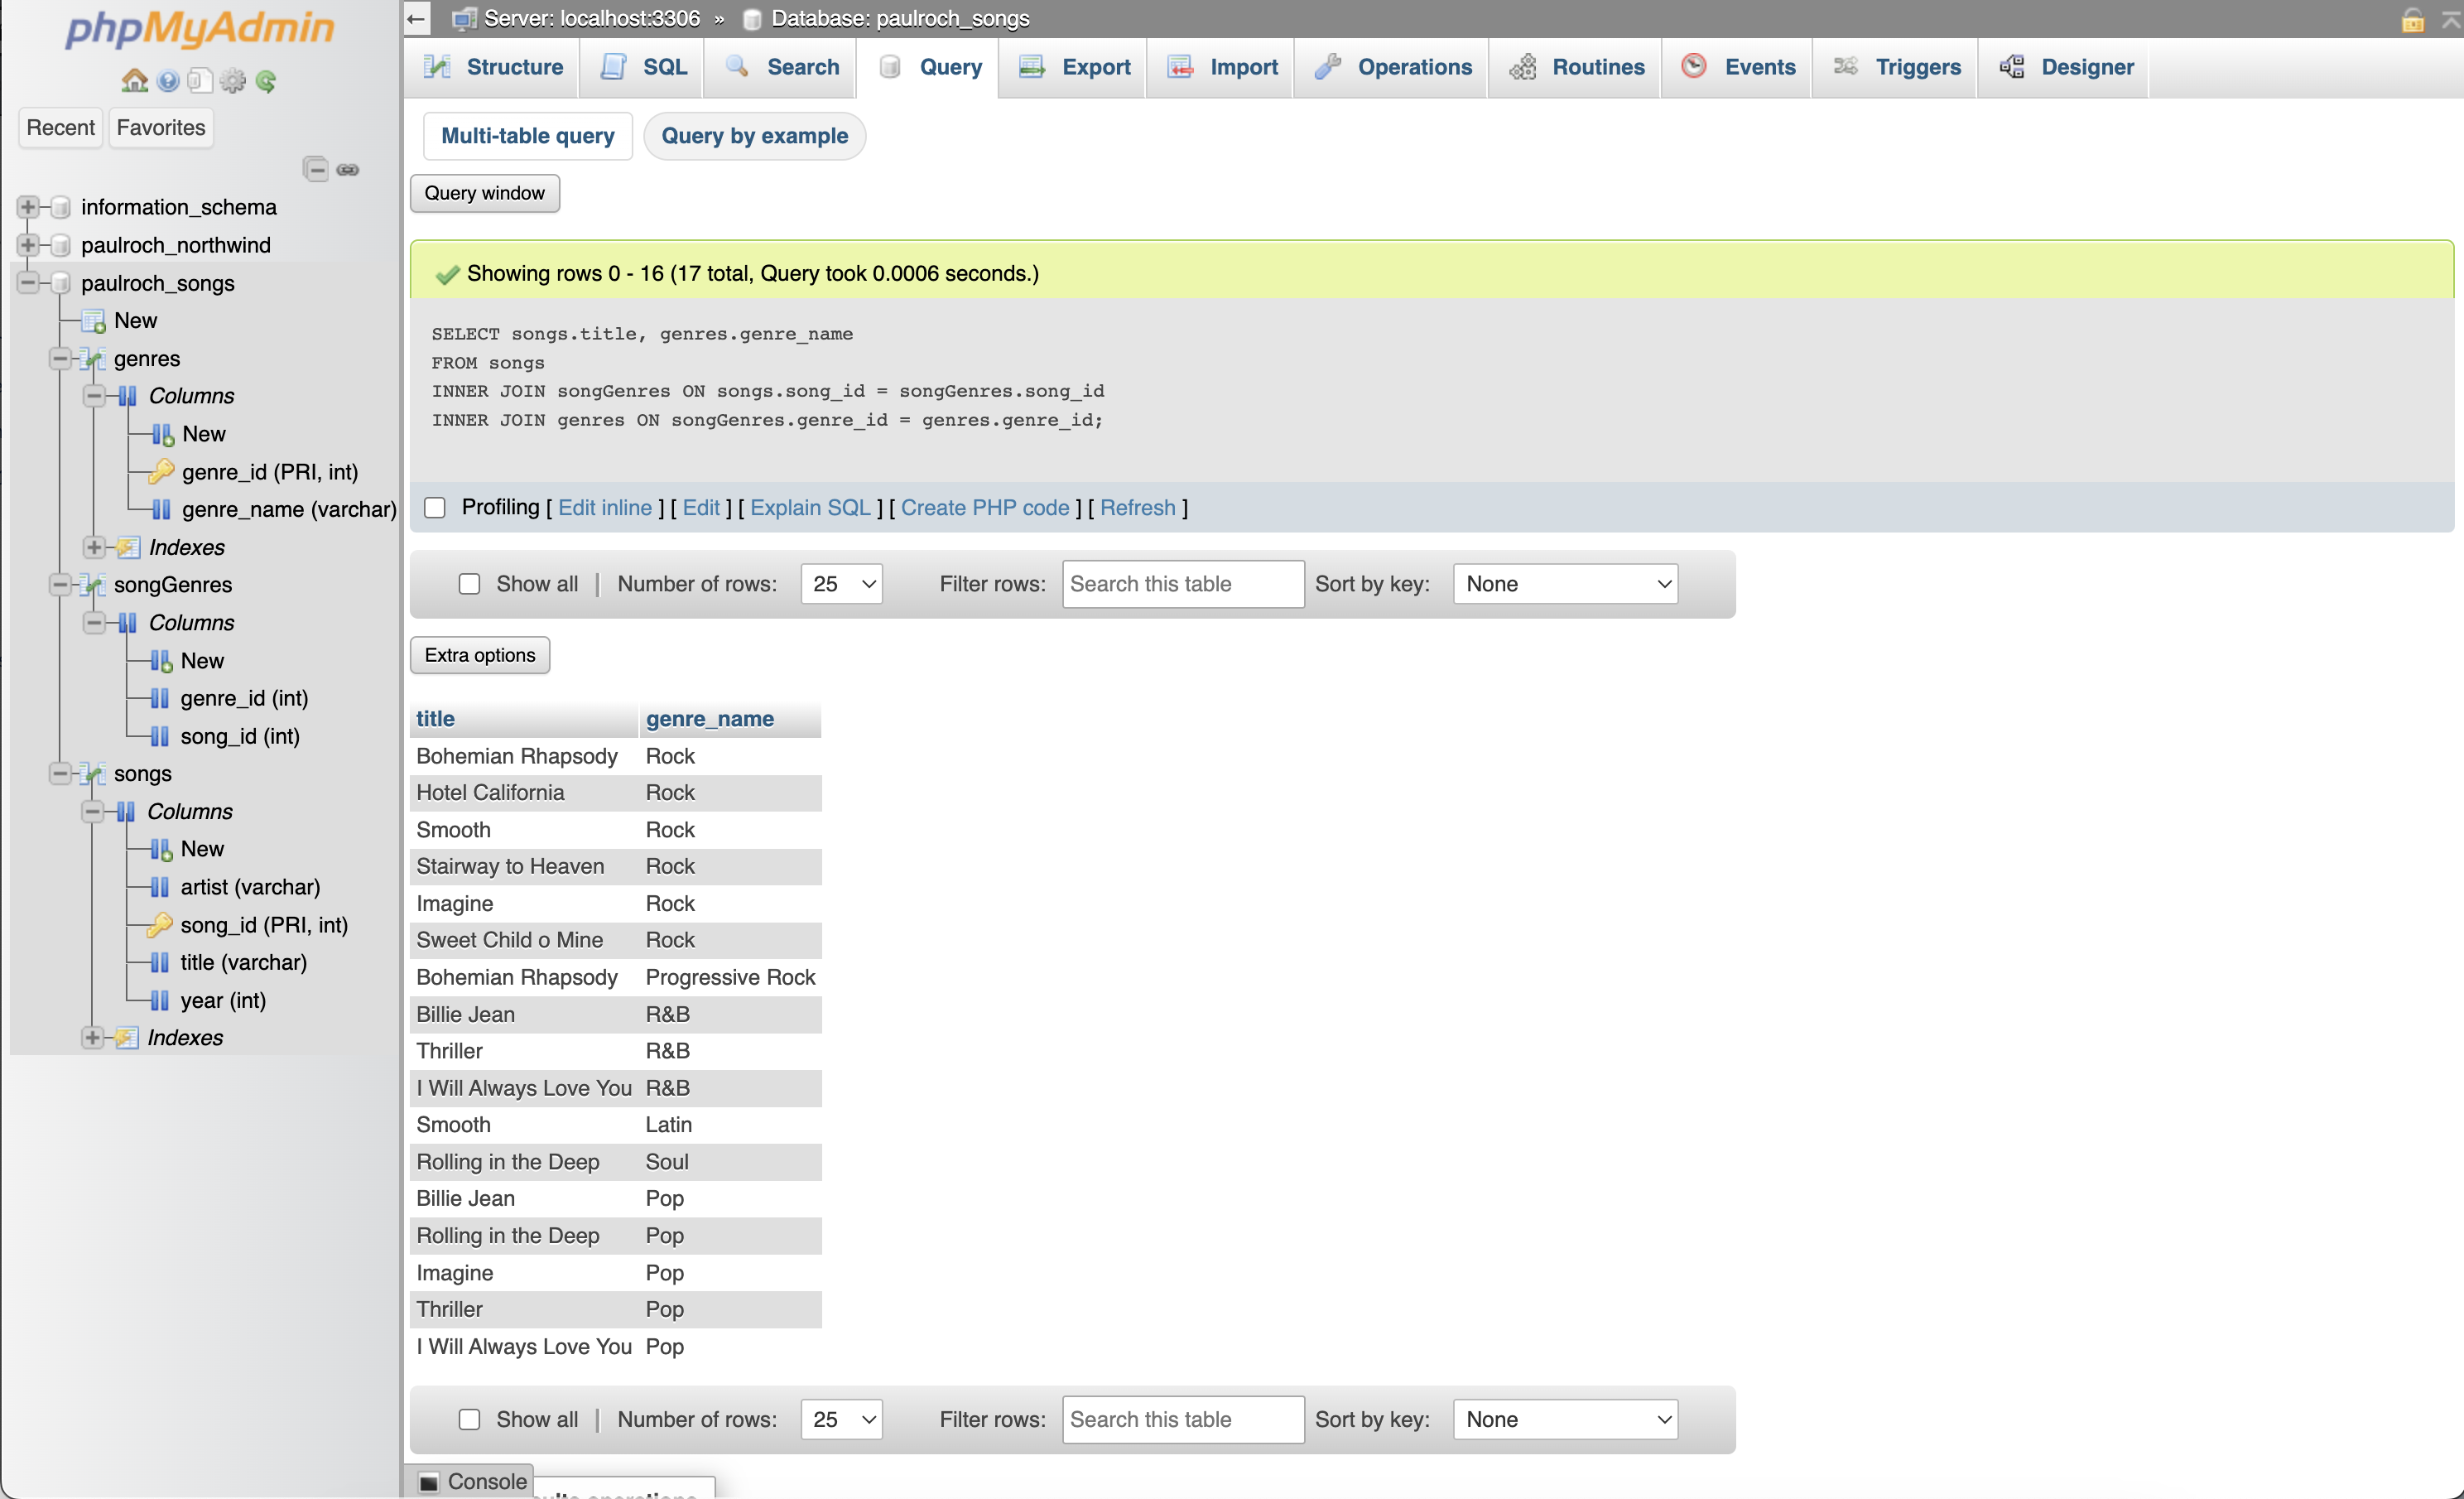 phpMyAdmin
Recent Favorites
information_schema
paulroch_northwind
paulroch_songs
New
genres
Columns
New
genre_id (PRI, int)
genre_name (varchar)
Indexes
songGenres
Columns
New
genre_id (int)
song_id (int)
songs
Columns
New
artist (varchar)
song_id (PRI, int)
title (varchar)
year (int)
Indexes
Server: localhost:3306 » Database: paulroch_songs
Structure SQL Search Query Export Import Operations Routines Events Triggers Designer
Multi-table query Query by example
Query window
Showing rows 0 - 16 (17 total, Query took 0.0006 seconds.)
SELECT songs.title, genres.genre_name
FROM songs
INNER JOIN songGenres ON songs.song_id = songGenres.song_id
INNER JOIN genres ON songGenres.genre_id = genres.genre_id;
Profiling [ Edit inline ] [ Edit ] [ Explain SQL ] [ Create PHP code ] [ Refresh ]
Show all | Number of rows: 25 Filter rows: Search this table Sort by key: None
Extra options
title genre_name
Bohemian Rhapsody Rock
Hotel California Rock
Smooth Rock
Stairway to Heaven Rock
Imagine Rock
Sweet Child o Mine Rock
Bohemian Rhapsody Progressive Rock
Billie Jean R&B
Thriller R&B
I Will Always Love You R&B
Smooth Latin
Rolling in the Deep Soul
Billie Jean Pop
Rolling in the Deep Pop
Imagine Pop
Thriller Pop
I Will Always Love You Pop
Show all | Number of rows: 25 Filter rows: Search this table Sort by key: None
Console